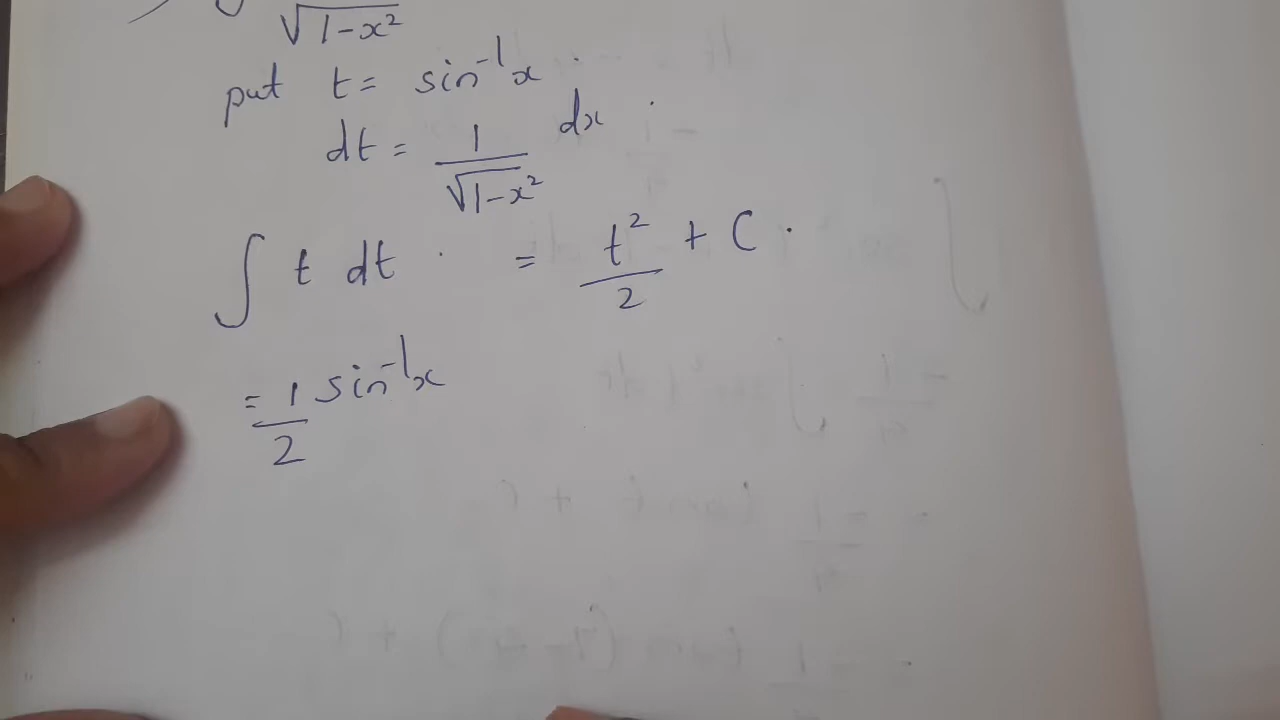 √1-x²
put t = sin⁻¹x
dt = 1/√1-x² dx
∫ t dt = t²/2 + C.
= 1/2 sin⁻¹x